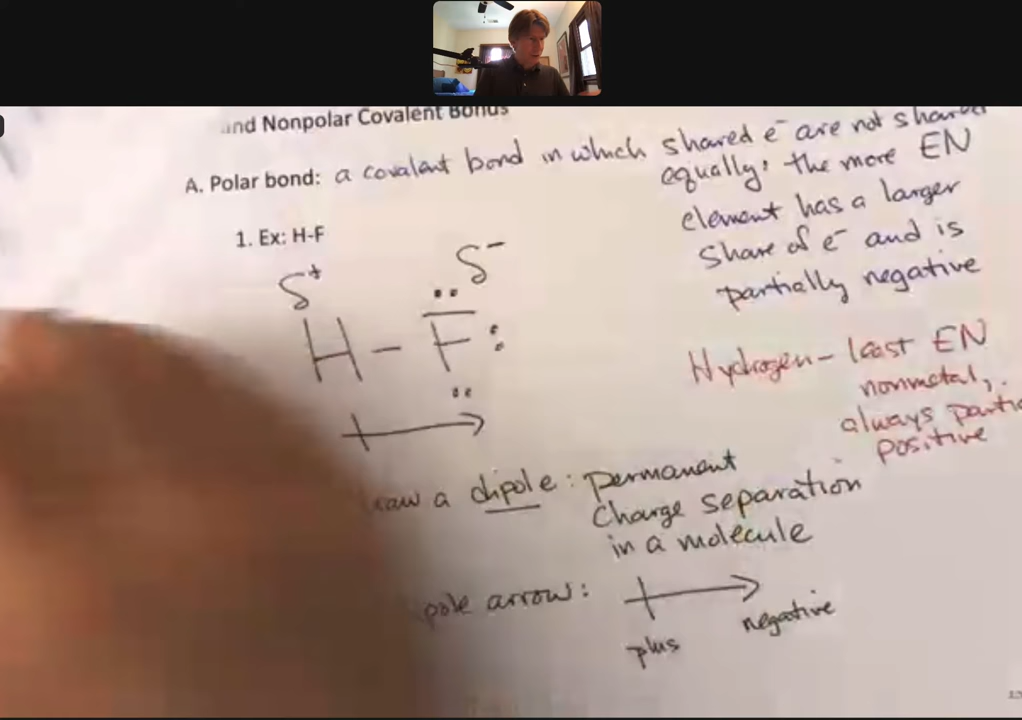 and Nonpolar Covalent Bonds
A. Polar bond: a covalent bond in which shared e⁻ are not shared
equally; the more EN
element has a larger
share of e⁻ and is
partially negative
1. Ex: H-F
δ⁺ δ⁻
H – F
Hydrogen – least EN
nonmetal,
always partia
positive
raw a dipole: permanent
charge separation
in a molecule
pole arrow:
plus negative